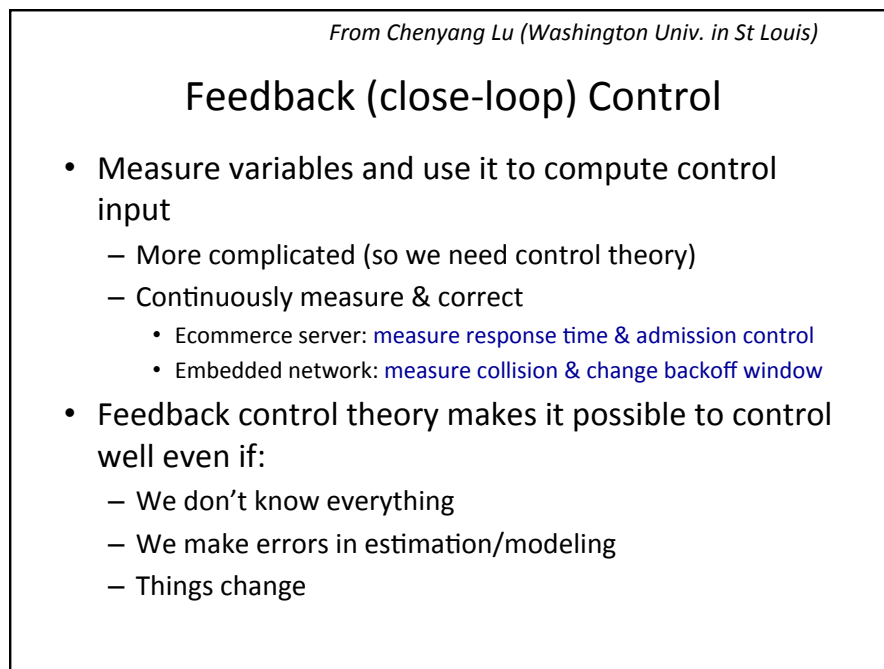 From Chenyang Lu (Washington Univ. in St Louis)
Feedback (close-loop) Control
• Measure variables and use it to compute control
input
– More complicated (so we need control theory)
– Continuously measure & correct
• Ecommerce server: measure response time & admission control
• Embedded network: measure collision & change backoff window
• Feedback control theory makes it possible to control
well even if:
– We don’t know everything
– We make errors in estimation/modeling
– Things change